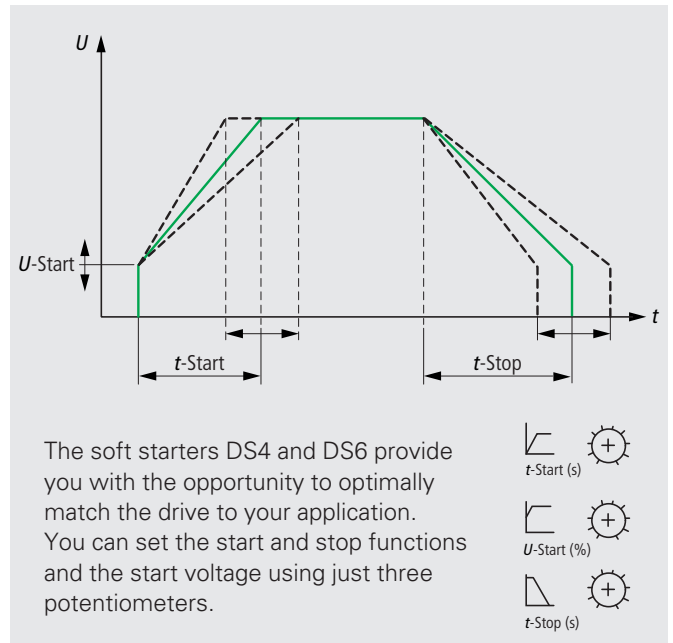 U
U-Start
t
t-Start
t-Stop
The soft starters DS4 and DS6 provide
you with the opportunity to optimally
match the drive to your application.
You can set the start and stop functions
and the start voltage using just three
potentiometers.
t-Start (s)
U-Start (%)
t-Stop (s)